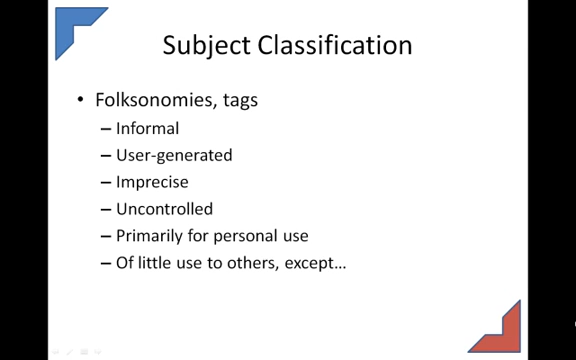 Subject Classification
• Folksonomies, tags
– Informal
– User-generated
– Imprecise
– Uncontrolled
– Primarily for personal use
– Of little use to others, except…